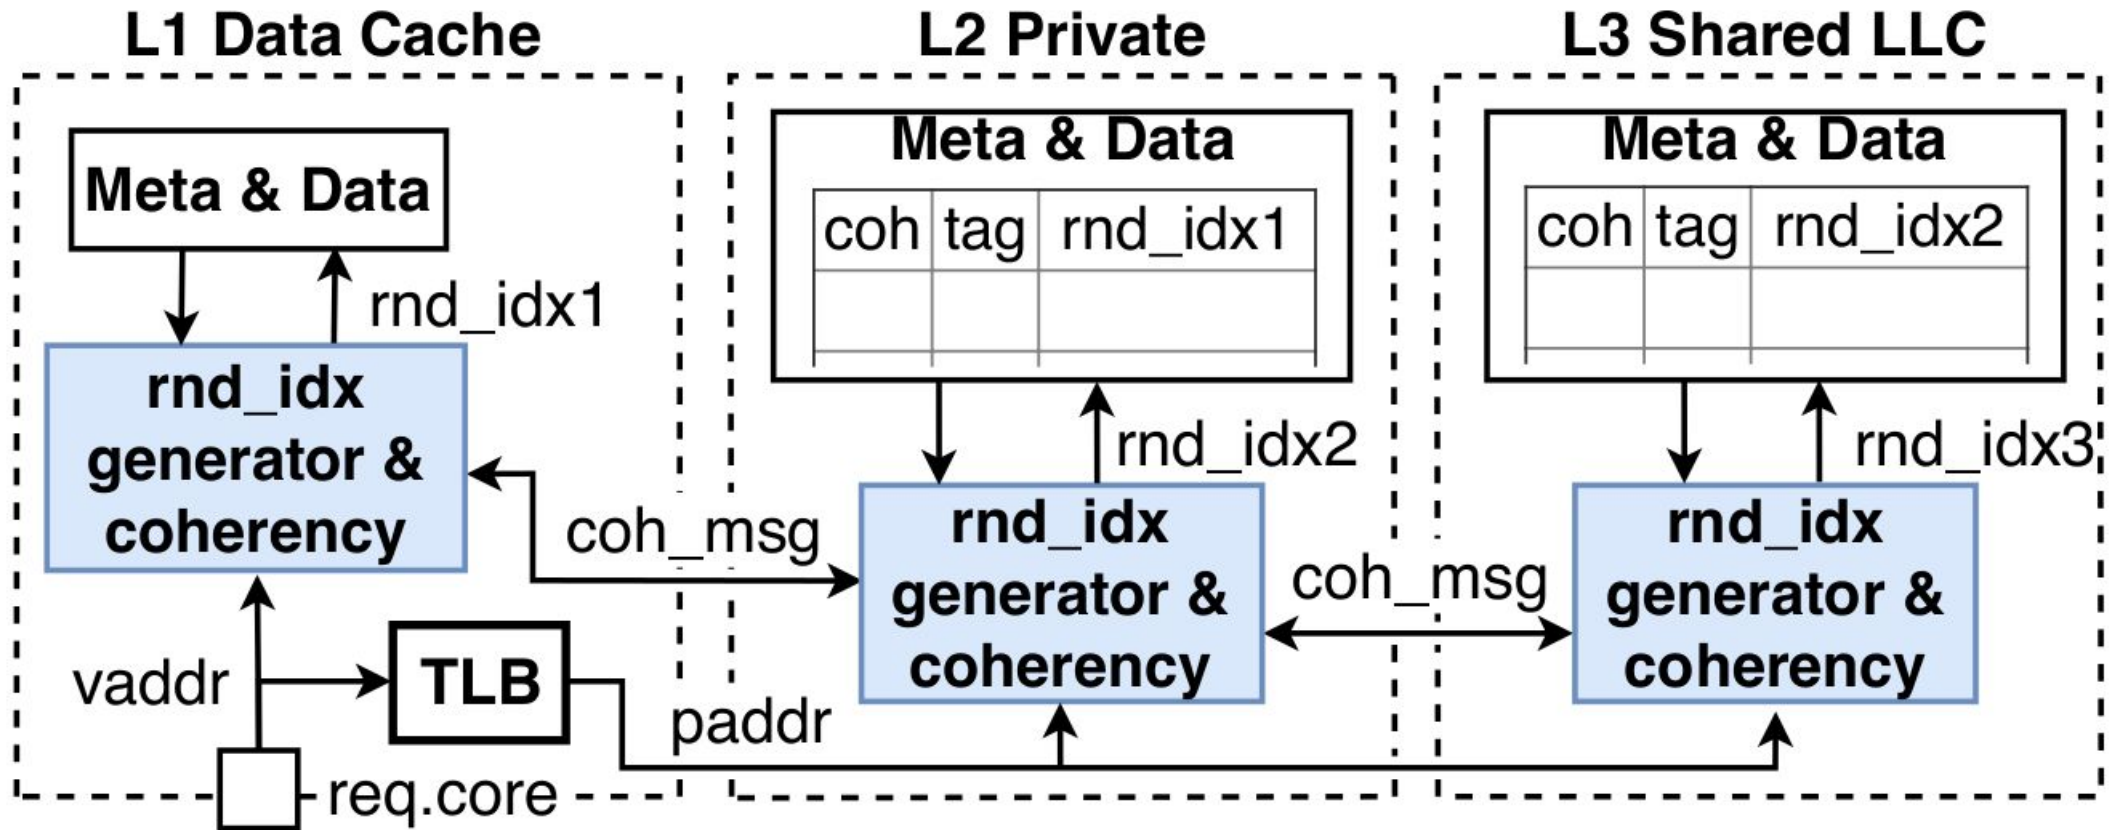 L1 Data Cache
Meta & Data
rnd_idx1
rnd_idx
generator &
coherency
vaddr
TLB
req.core
coh_msg
paddr
L2 Private
Meta & Data
coh tag rnd_idx1
rnd_idx2
rnd_idx
generator &
coherency
coh_msg
L3 Shared LLC
Meta & Data
coh tag rnd_idx2
rnd_idx3
rnd_idx
generator &
coherency